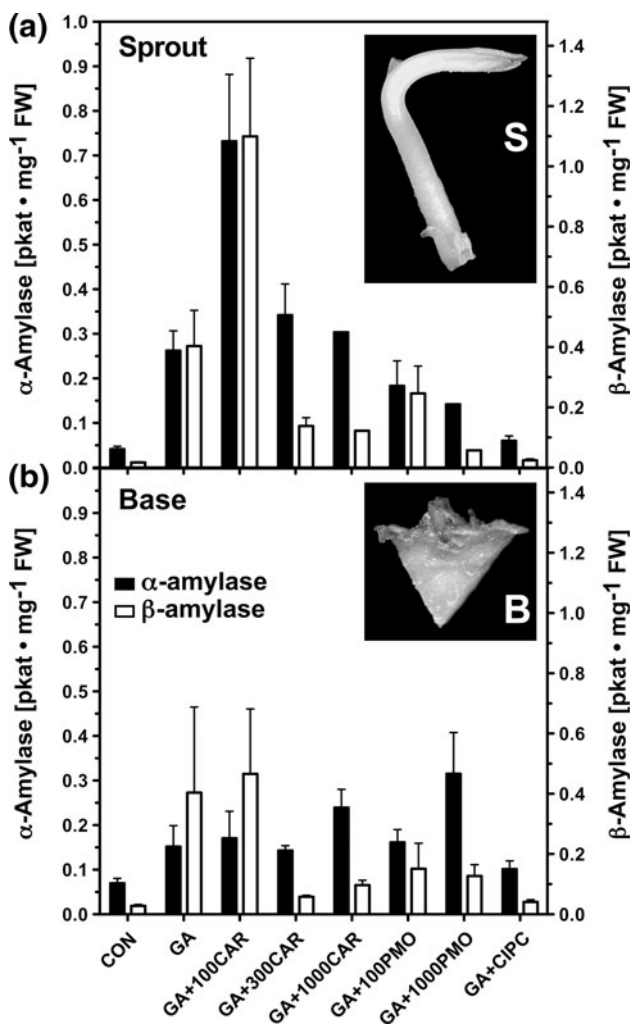 (a)
Sprout
S
α-Amylase [pkat • mg⁻¹ FW]
1.0
0.9
0.8
0.7
0.6
0.5
0.4
0.3
0.2
0.1
0.0
β-Amylase [pkat • mg⁻¹ FW]
1.4
1.2
1.0
0.8
0.6
0.4
0.2
0.0
(b)
Base
B
α-amylase
β-amylase
α-Amylase [pkat • mg⁻¹ FW]
0.9
0.8
0.7
0.6
0.5
0.4
0.3
0.2
0.1
0.0
β-Amylase [pkat • mg⁻¹ FW]
1.4
1.2
1.0
0.8
0.6
0.4
0.2
0.0
CON
GA
GA+100CAR
GA+300CAR
GA+1000CAR
GA+100PMO
GA+1000PMO
GA+CIPC